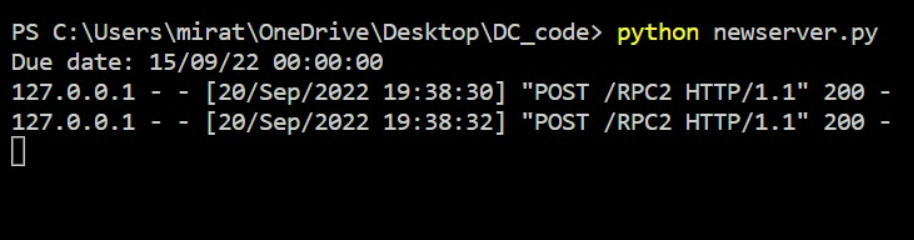 PS C:\Users\mirat\OneDrive\Desktop\DC_code> python newserver.py
Due date: 15/09/22 00:00:00
127.0.0.1 - - [20/Sep/2022 19:38:30] "POST /RPC2 HTTP/1.1" 200 -
127.0.0.1 - - [20/Sep/2022 19:38:32] "POST /RPC2 HTTP/1.1" 200 -